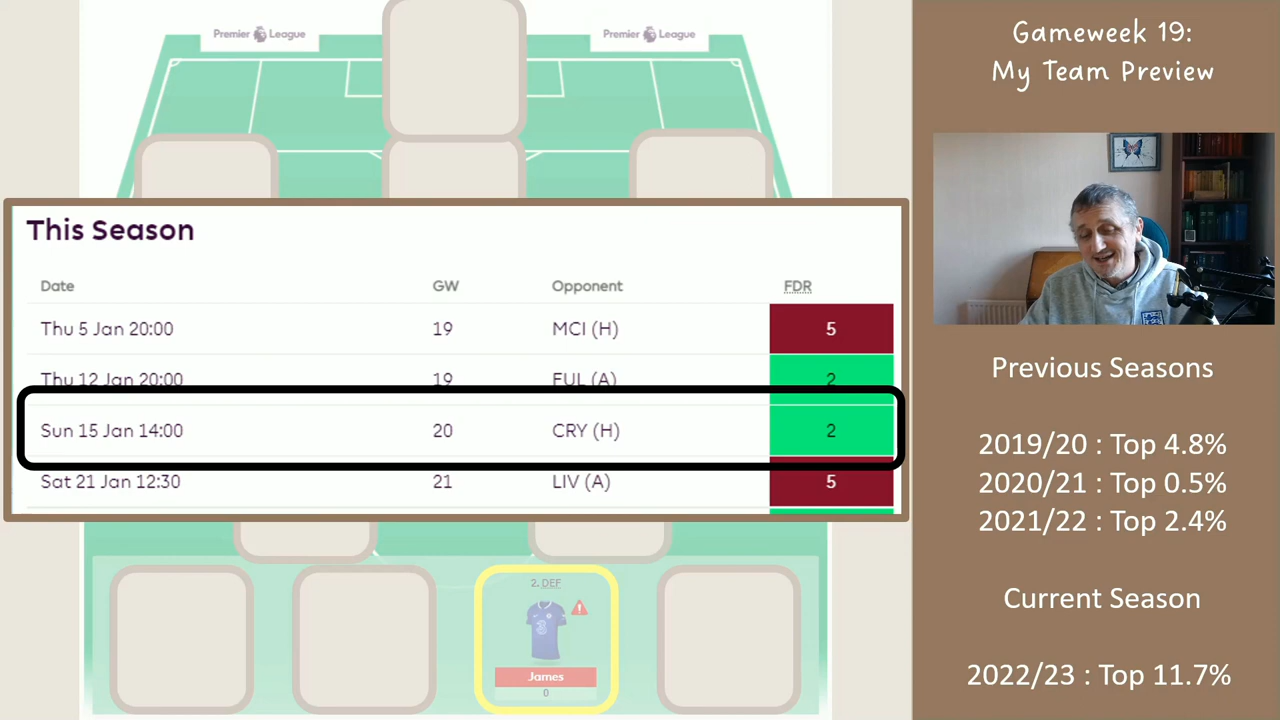 Premier League
Premier League
Gameweek 19:
My Team Preview
This Season
Date GW Opponent FDR
Thu 5 Jan 20:00 19 MCI (H) 5
Thu 12 Jan 20:00 19 FUL (A) 2
Sun 15 Jan 14:00 20 CRY (H) 2
Sat 21 Jan 12:30 21 LIV (A) 5
2. DEF
3
James
0
Previous Seasons
2019/20 : Top 4.8%
2020/21 : Top 0.5%
2021/22 : Top 2.4%
Current Season
2022/23 : Top 11.7%